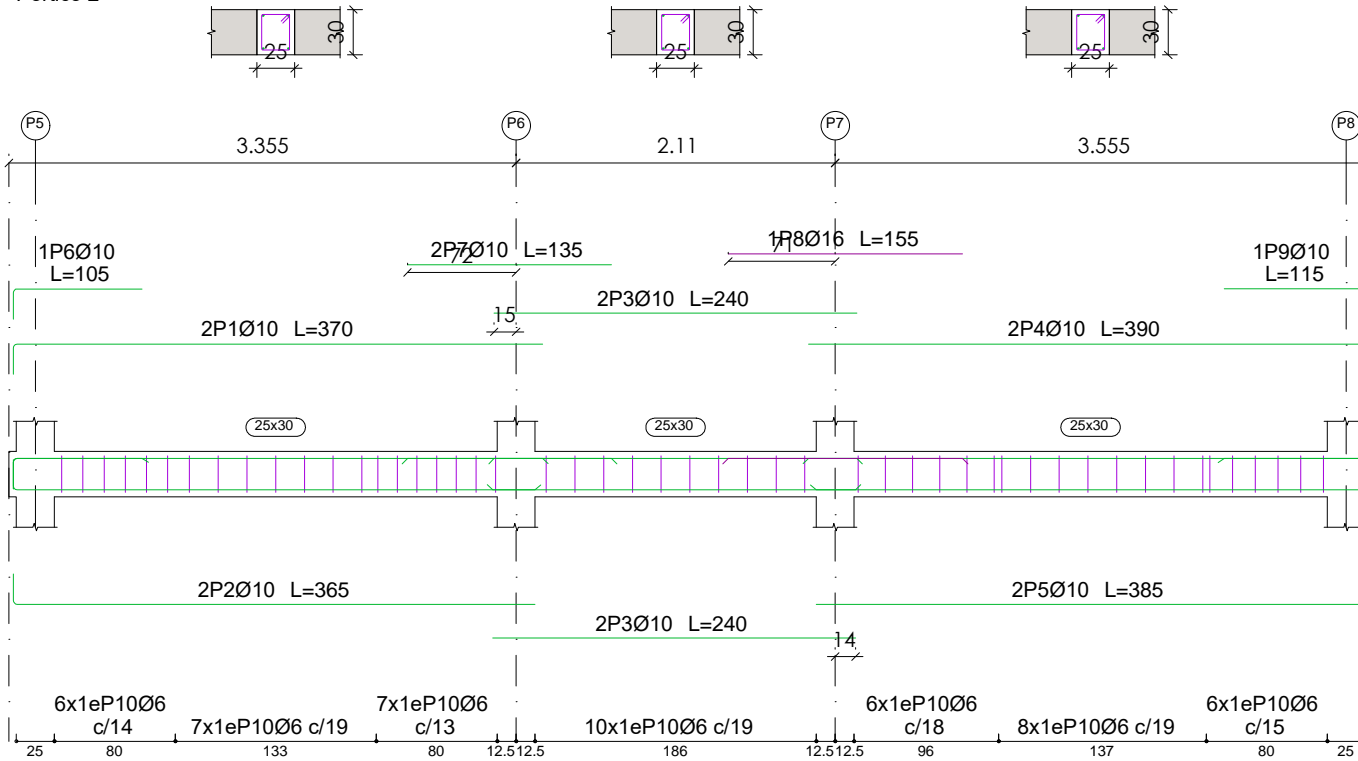 25
30
25
30
25
30
P5
P6
P7
P8
3.355
2.11
3.555
1P6Ø10
L=105
2P7Ø10 L=135
72
1P8Ø16 L=155
71
1P9Ø10
L=115
2P3Ø10 L=240
15
2P1Ø10 L=370
2P4Ø10 L=390
25x30
25x30
25x30
2P2Ø10 L=365
2P5Ø10 L=385
2P3Ø10 L=240
14
6x1eP10Ø6
c/14
7x1eP10Ø6 c/19
7x1eP10Ø6
c/13
10x1eP10Ø6 c/19
6x1eP10Ø6
c/18
8x1eP10Ø6 c/19
6x1eP10Ø6
c/15
25 80 133 80 12.5 12.5 186 12.5 12.5 96 137 80 25